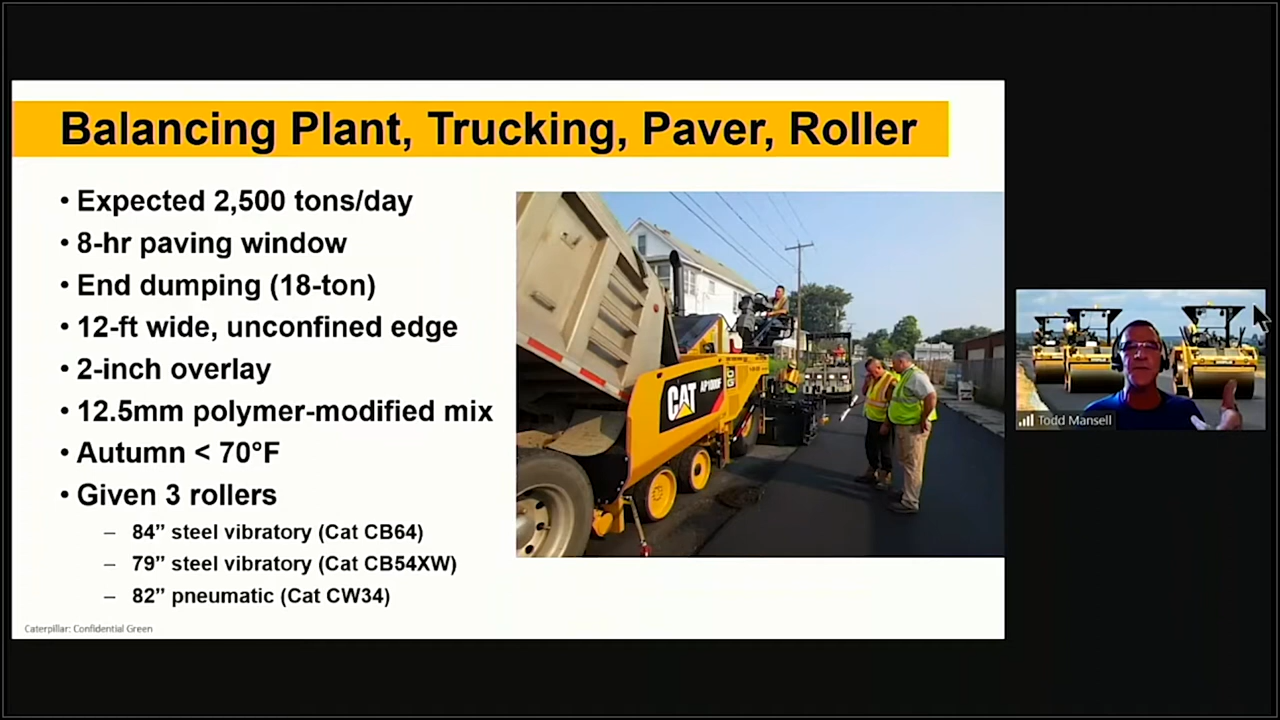 Balancing Plant, Trucking, Paver, Roller
• Expected 2,500 tons/day
• 8-hr paving window
• End dumping (18-ton)
• 12-ft wide, unconfined edge
• 2-inch overlay
• 12.5mm polymer-modified mix
• Autumn < 70°F
• Given 3 rollers
– 84” steel vibratory (Cat CB64)
– 79” steel vibratory (Cat CB54XW)
– 82” pneumatic (Cat CW34)
Caterpillar: Confidential Green
CAT
Todd Mansell